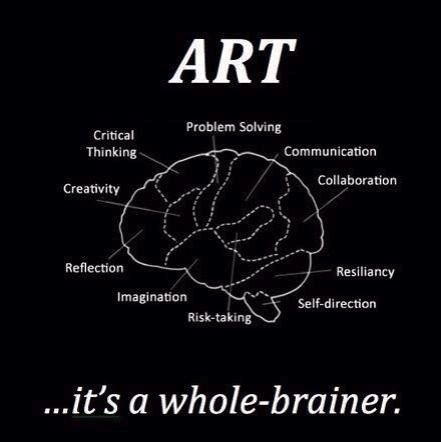 ART
Problem Solving
Critical
Thinking
Communication
Collaboration
Creativity
Reflection
Resiliancy
Imagination
Self-direction
Risk-taking
...it's a whole-brainer.